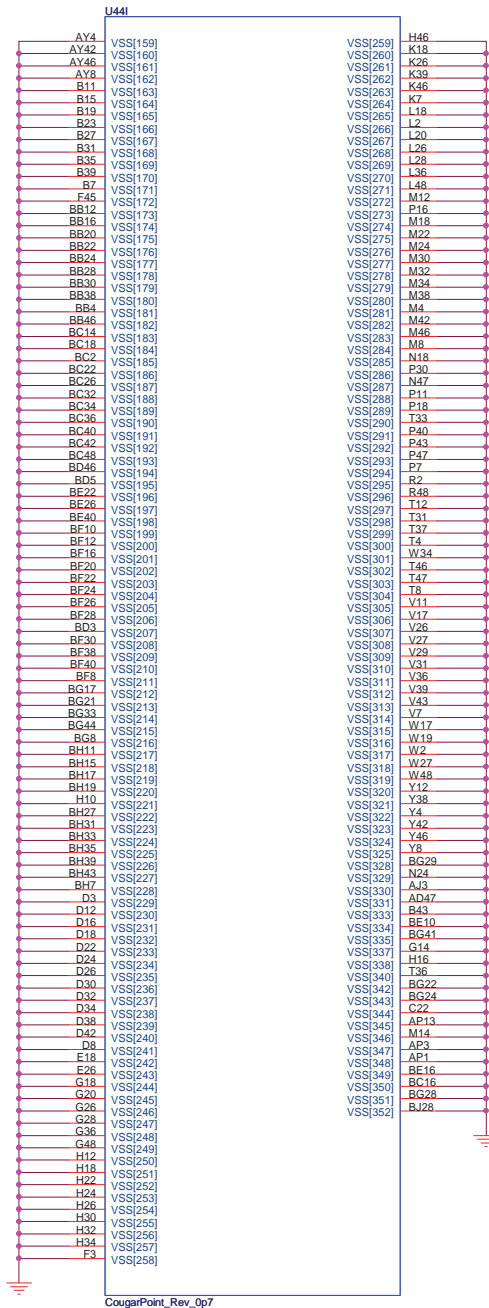 U44I
AY4 VSS[159] VSS[259] H46
AY42 VSS[160] VSS[260] K18
AY46 VSS[161] VSS[261] K26
AY8 VSS[162] VSS[262] K39
B11 VSS[163] VSS[263] K46
B15 VSS[164] VSS[264] K7
B19 VSS[165] VSS[265] L18
B23 VSS[166] VSS[266] L2
B27 VSS[167] VSS[267] L20
B31 VSS[168] VSS[268] L26
B35 VSS[169] VSS[269] L28
B39 VSS[170] VSS[270] L36
B7 VSS[171] VSS[271] L48
F45 VSS[172] VSS[272] M12
BB12 VSS[173] VSS[273] P16
BB16 VSS[174] VSS[274] M18
BB20 VSS[175] VSS[275] M22
BB22 VSS[176] VSS[276] M24
BB24 VSS[177] VSS[277] M30
BB28 VSS[178] VSS[278] M32
BB30 VSS[179] VSS[279] M34
BB38 VSS[180] VSS[280] M38
BB4 VSS[181] VSS[281] M4
BB46 VSS[182] VSS[282] M42
BC14 VSS[183] VSS[283] M46
BC18 VSS[184] VSS[284] M8
BC2 VSS[185] VSS[285] N18
BC22 VSS[186] VSS[286] P30
BC26 VSS[187] VSS[287] N47
BC32 VSS[188] VSS[288] P11
BC34 VSS[189] VSS[289] P18
BC36 VSS[190] VSS[290] T33
BC40 VSS[191] VSS[291] P40
BC42 VSS[192] VSS[292] P43
BC48 VSS[193] VSS[293] P47
BD46 VSS[194] VSS[294] P7
BD5 VSS[195] VSS[295] R2
BE22 VSS[196] VSS[296] R48
BE26 VSS[197] VSS[297] T12
BE40 VSS[198] VSS[298] T31
BF10 VSS[199] VSS[299] T37
BF12 VSS[200] VSS[300] T4
BF16 VSS[201] VSS[301] W34
BF20 VSS[202] VSS[302] T46
BF22 VSS[203] VSS[303] T47
BF24 VSS[204] VSS[304] T8
BF26 VSS[205] VSS[305] V11
BF28 VSS[206] VSS[306] V17
BD3 VSS[207] VSS[307] V26
BF30 VSS[208] VSS[308] V27
BF38 VSS[209] VSS[309] V29
BF40 VSS[210] VSS[310] V31
BF8 VSS[211] VSS[311] V36
BG17 VSS[212] VSS[312] V39
BG21 VSS[213] VSS[313] V43
BG33 VSS[214] VSS[314] V7
BG44 VSS[215] VSS[315] W17
BG8 VSS[216] VSS[316] W19
BH11 VSS[217] VSS[317] W2
BH15 VSS[218] VSS[318] W27
BH17 VSS[219] VSS[319] W48
BH19 VSS[220] VSS[320] Y12
H10 VSS[221] VSS[321] Y38
BH27 VSS[222] VSS[322] Y4
BH31 VSS[223] VSS[323] Y42
BH33 VSS[224] VSS[324] Y46
BH35 VSS[225] VSS[325] Y8
BH39 VSS[226] VSS[328] BG29
BH43 VSS[227] VSS[329] N24
BH7 VSS[228] VSS[330] AJ3
D3 VSS[229] VSS[331] AD47
D12 VSS[230] VSS[333] B43
D16 VSS[231] VSS[334] BE10
D18 VSS[232] VSS[335] BG41
D22 VSS[233] VSS[337] G14
D24 VSS[234] VSS[338] H16
D26 VSS[235] VSS[340] T36
D30 VSS[236] VSS[342] BG22
D32 VSS[237] VSS[343] BG24
D34 VSS[238] VSS[344] C22
D38 VSS[239] VSS[345] AP13
D42 VSS[240] VSS[346] M14
D8 VSS[241] VSS[347] AP3
E18 VSS[242] VSS[348] AP1
E26 VSS[243] VSS[349] BE16
G18 VSS[244] VSS[350] BC16
G20 VSS[245] VSS[351] BG28
G26 VSS[246] VSS[352] BJ28
G28 VSS[247]
G36 VSS[248]
G48 VSS[249]
H12 VSS[250]
H18 VSS[251]
H22 VSS[252]
H24 VSS[253]
H26 VSS[254]
H30 VSS[255]
H32 VSS[256]
H34 VSS[257]
F3 VSS[258]
CougarPoint_Rev_0p7